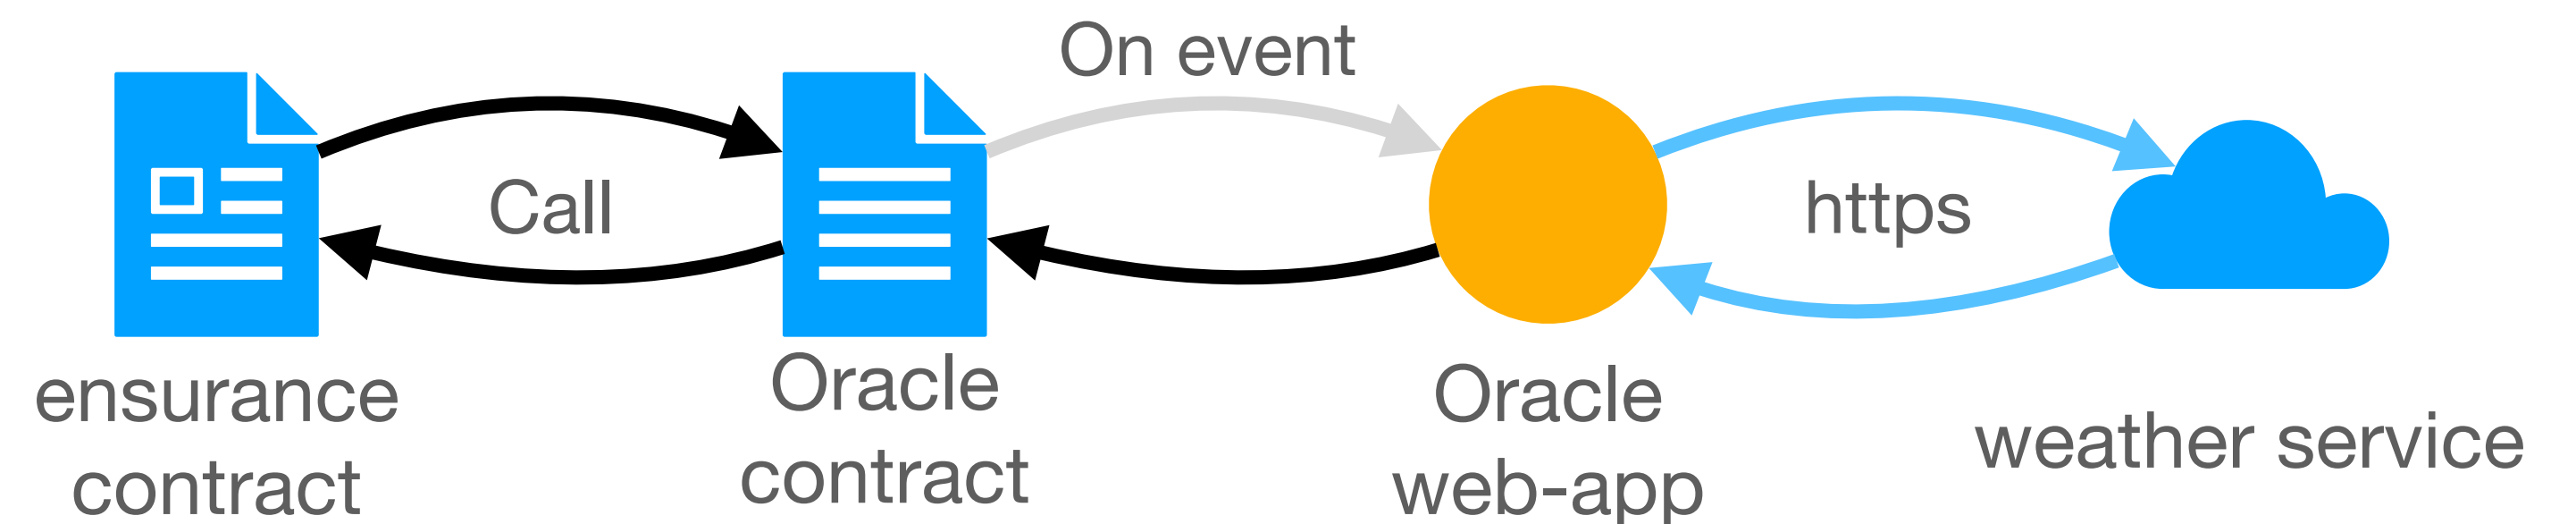 On event
Call
https
ensurance
contract
Oracle
contract
Oracle
web-app
weather service